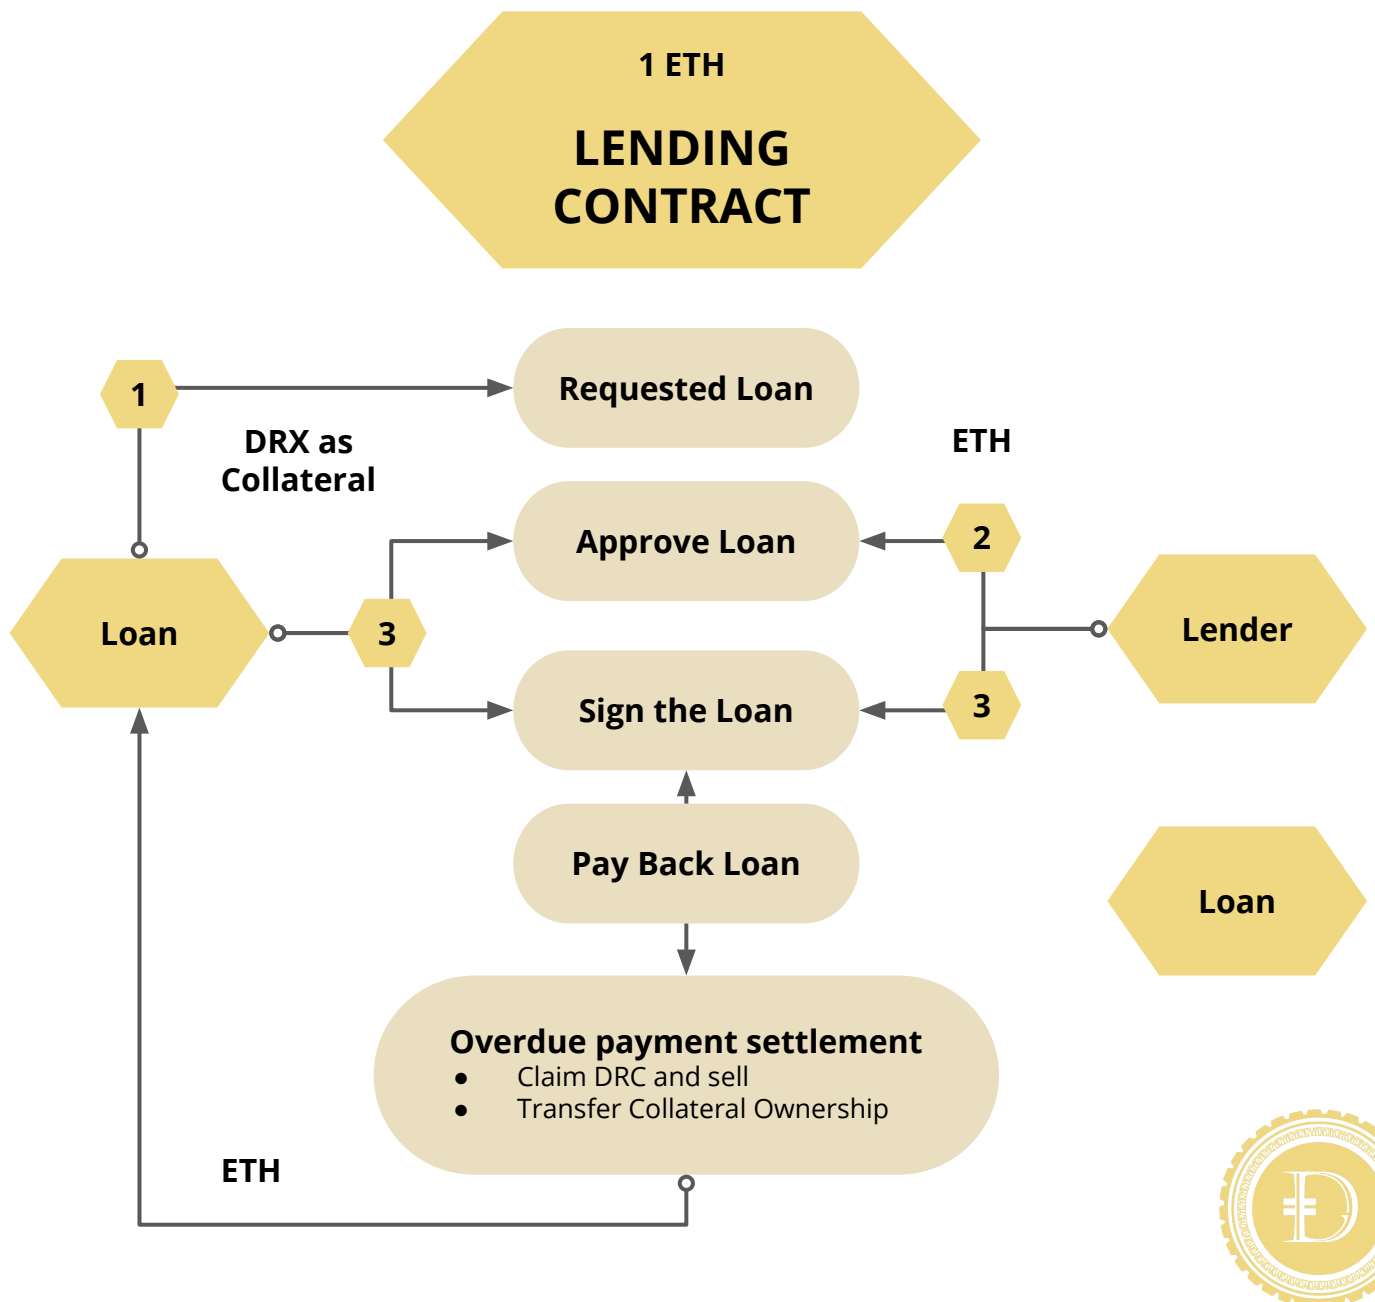 1 ETH
LENDING
CONTRACT
1
Requested Loan
DRX as
Collateral
ETH
Approve Loan
2
Loan
3
Lender
Sign the Loan
3
Pay Back Loan
Loan
Overdue payment settlement
● Claim DRC and sell
● Transfer Collateral Ownership
ETH